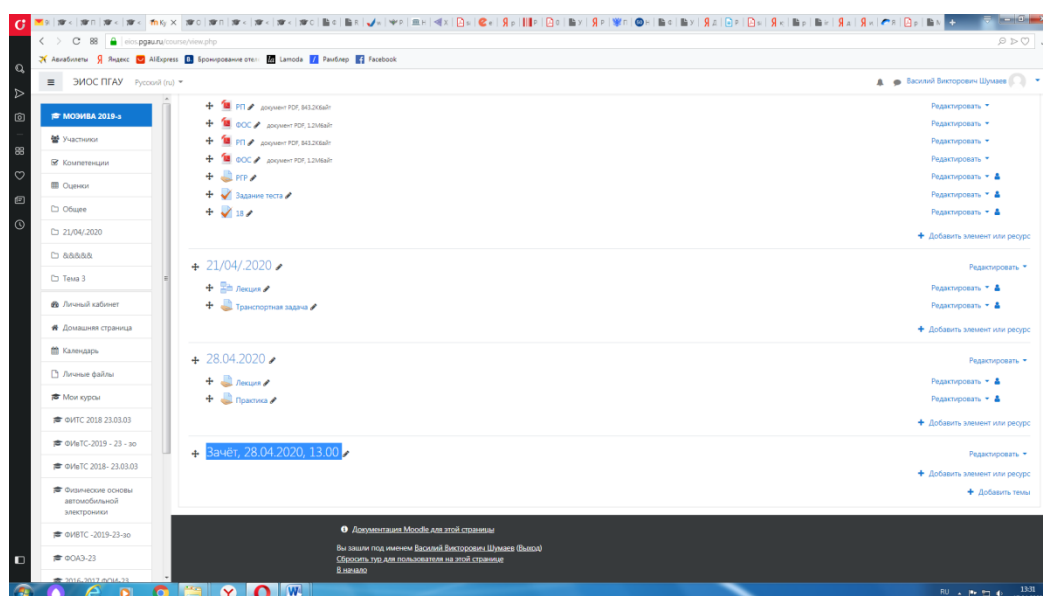 eios.pgau.ru/course/view.php
Авиабилеты Яндекс AliExpress Бронирование отел Lamoda Рамблер Facebook
ЭИОС ПГАУ Русский (ru)
Василий Викторович Шумаев
МОЭИВА 2019-з
Участники
Компетенции
Оценки
Общее
21/04/.2020
&&&&&
Тема 3
Личный кабинет
Домашняя страница
Календарь
Личные файлы
Мои курсы
ФИТС 2018 23.03.03
ФИвТС-2019 - 23 - зо
ФИвТС 2018- 23.03.03
Физические основы
автомобильной
электроники
ФИВТС -2019-23-зо
ФОАЭ-23
2016-2017 ФОИ-23
РП документ PDF, 843.2Кбайт Редактировать
ФОС документ PDF, 1.2Мбайт Редактировать
РП документ PDF, 843.2Кбайт Редактировать
ФОС документ PDF, 1.2Мбайт Редактировать
РГР Редактировать
Задание теста Редактировать
18 Редактировать
Добавить элемент или ресурс
21/04/.2020 Редактировать
Лекция Редактировать
Транспортная задача Редактировать
Добавить элемент или ресурс
28.04.2020 Редактировать
Лекция Редактировать
Практика Редактировать
Добавить элемент или ресурс
Зачёт, 28.04.2020, 13.00 Редактировать
Добавить элемент или ресурс
Добавить темы
Документация Moodle для этой страницы
Вы зашли под именем Василий Викторович Шумаев (Выход)
Сбросить тур для пользователя на этой странице
В начало
RU 13:31